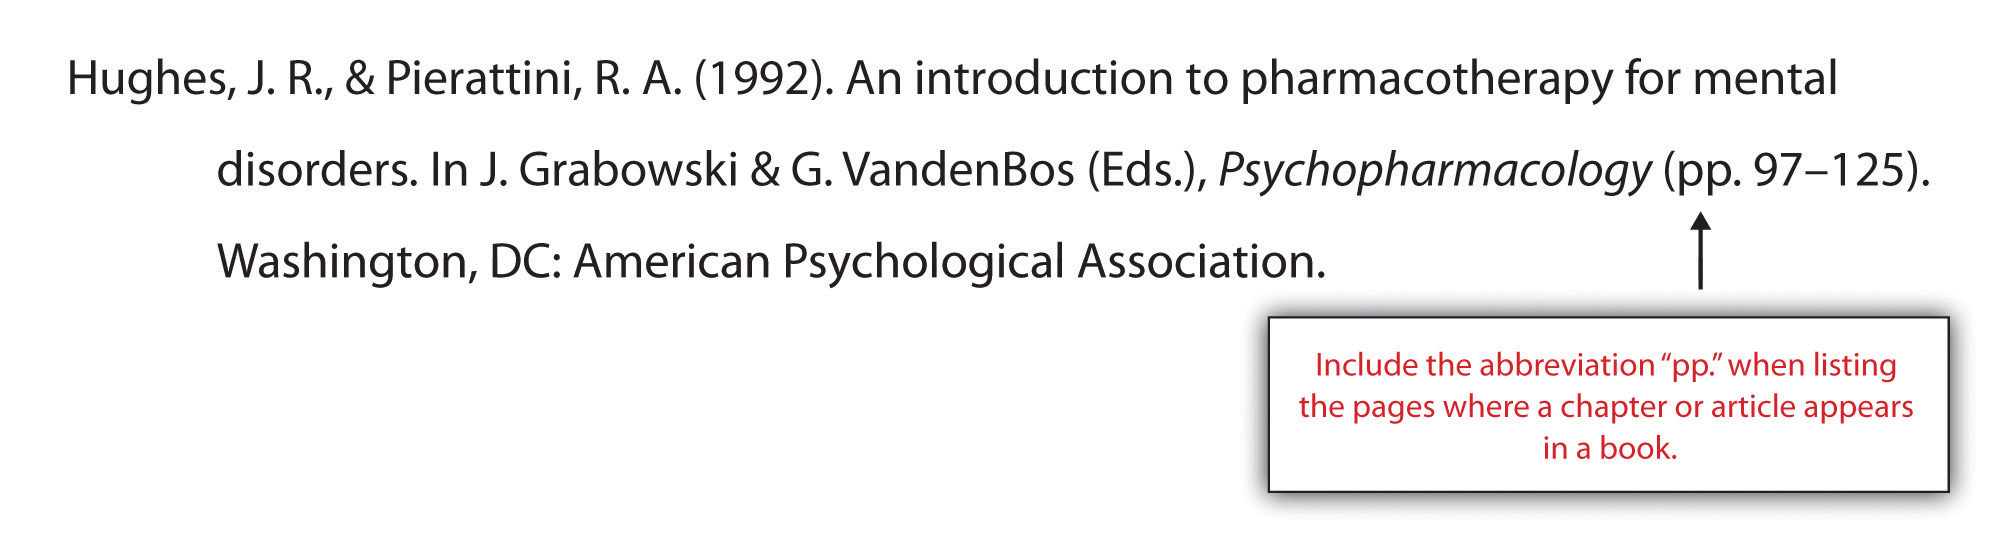 Hughes, J. R., & Pierattini, R. A. (1992). An introduction to pharmacotherapy for mental
disorders. In J. Grabowski & G. VandenBos (Eds.), Psychopharmacology (pp. 97–125).
Washington, DC: American Psychological Association.
Include the abbreviation “pp.” when listing
the pages where a chapter or article appears
in a book.